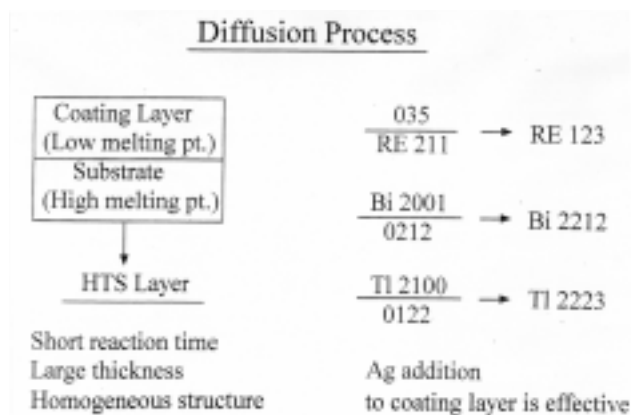 Diffusion Process
Coating Layer
(Low melting pt.)
Substrate
(High melting pt.)
HTS Layer
Short reaction time
Large thickness
Homogeneous structure
035
RE 211
→ RE 123
Bi 2001
0212
→ Bi 2212
Tl 2100
0122
→ Tl 2223
Ag addition
to coating layer is effective